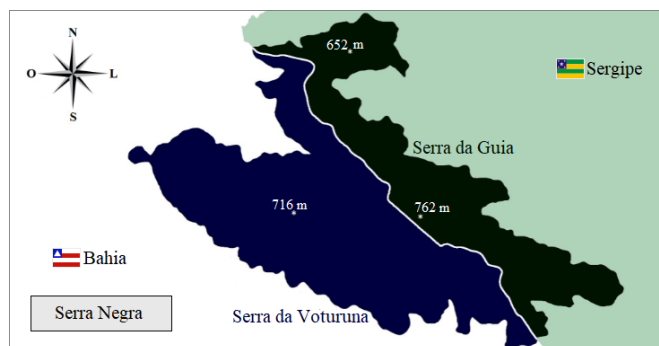 N
652 m
O
L
Sergipe
S
Serra da Guia
716 m
762 m
Bahia
Serra Negra
Serra da Voturuna